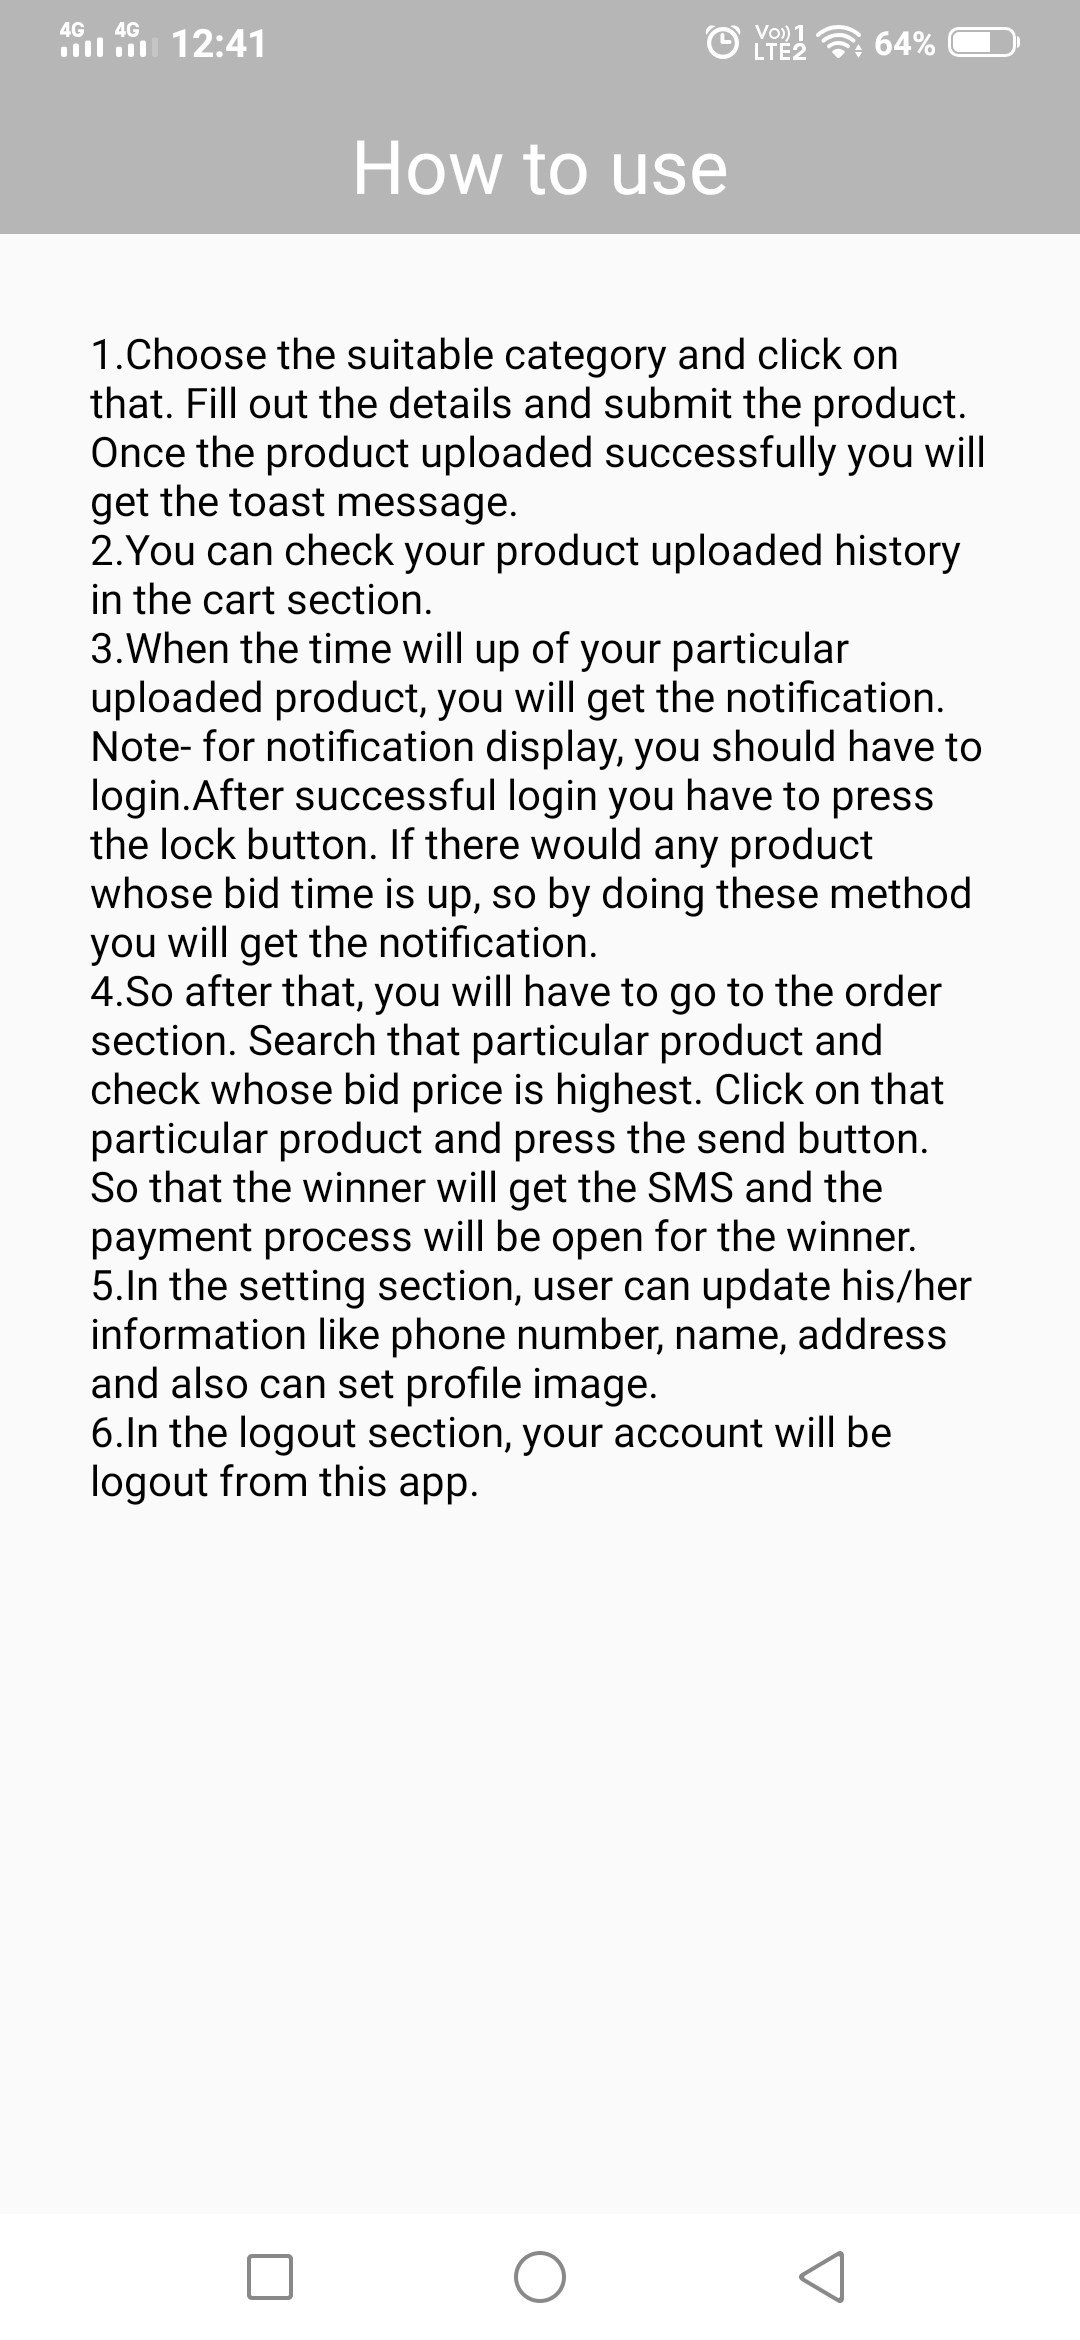 4G 4G 12:41 Vo)) 1 LTE2 64%
How to use
1.Choose the suitable category and click on
that. Fill out the details and submit the product.
Once the product uploaded successfully you will
get the toast message.
2.You can check your product uploaded history
in the cart section.
3.When the time will up of your particular
uploaded product, you will get the notification.
Note- for notification display, you should have to
login.After successful login you have to press
the lock button. If there would any product
whose bid time is up, so by doing these method
you will get the notification.
4.So after that, you will have to go to the order
section. Search that particular product and
check whose bid price is highest. Click on that
particular product and press the send button.
So that the winner will get the SMS and the
payment process will be open for the winner.
5.In the setting section, user can update his/her
information like phone number, name, address
and also can set profile image.
6.In the logout section, your account will be
logout from this app.